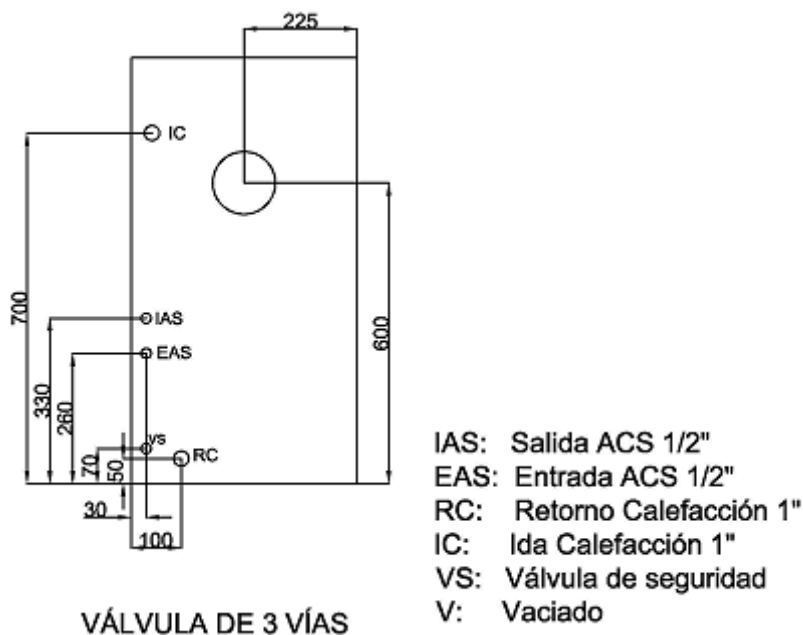 225
IC
700
600
IAS
330
EAS
260
VS
70
50
RC
30
100
VÁLVULA DE 3 VÍAS
IAS: Salida ACS 1/2"
EAS: Entrada ACS 1/2"
RC: Retorno Calefacción 1"
IC: Ida Calefacción 1"
VS: Válvula de seguridad
V: Vaciado